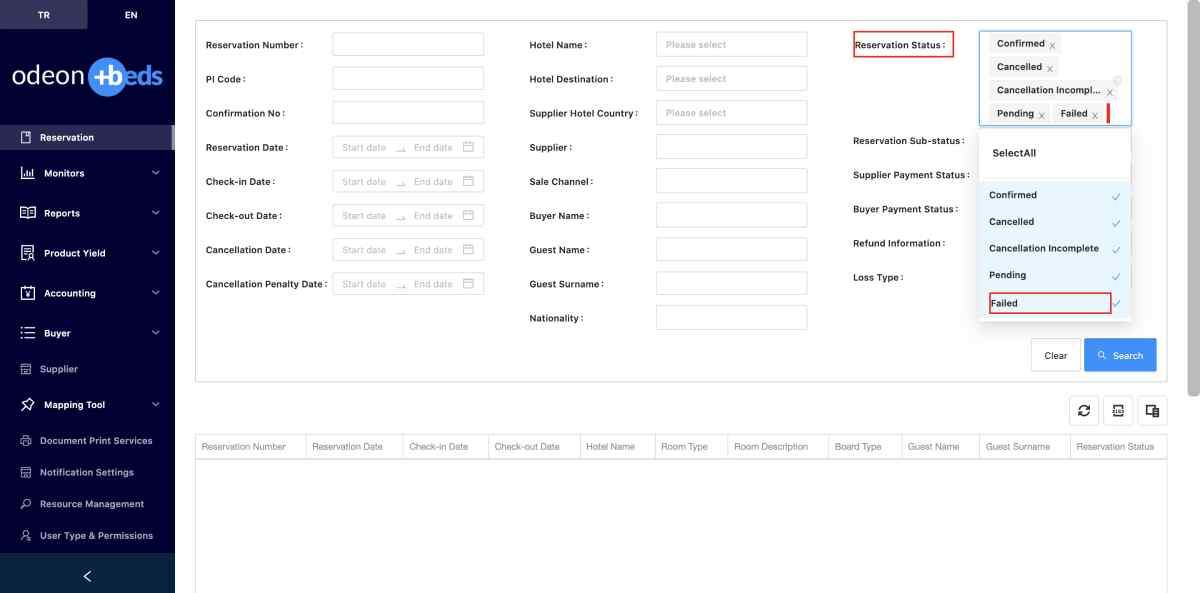 TR
EN
odeon +beds
Reservation
Monitors
Reports
Product Yield
Accounting
Buyer
Supplier
Mapping Tool
Document Print Services
Notification Settings
Resource Management
User Type & Permissions
Reservation Number :
PI Code :
Confirmation No :
Reservation Date : Start date End date
Check-in Date : Start date End date
Check-out Date : Start date End date
Cancellation Date : Start date End date
Cancellation Penalty Date : Start date End date
Hotel Name : Please select
Hotel Destination : Please select
Supplier Hotel Country : Please select
Supplier :
Sale Channel :
Buyer Name :
Guest Name :
Guest Surname :
Nationality :
Reservation Status :
Confirmed x
Cancelled x
Cancellation Incompl... x
Pending x Failed x
Reservation Sub-status :
Supplier Payment Status :
Buyer Payment Status :
Refund Information :
Loss Type :
SelectAll
Confirmed
Cancelled
Cancellation Incomplete
Pending
Failed
Clear
Search
Reservation Number Reservation Date Check-in Date Check-out Date Hotel Name Room Type Room Description Board Type Guest Name Guest Surname Reservation Status